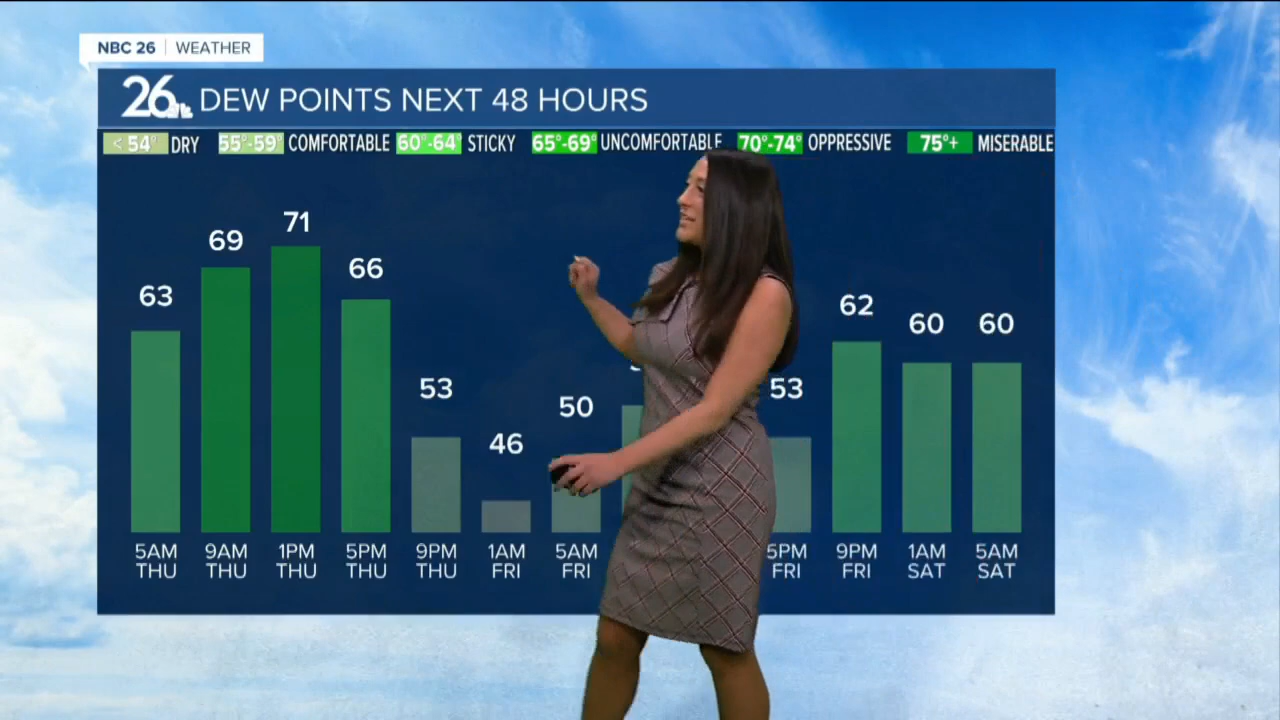 NBC 26 | WEATHER
26 DEW POINTS NEXT 48 HOURS
< 54° DRY 55°-59° COMFORTABLE 60°-64° STICKY 65°-69° UNCOMFORTABLE 70°-74° OPPRESSIVE 75°+ MISERABLE
63 69 71 66 53 46 50 53 62 60 60
5AM 9AM 1PM 5PM 9PM 1AM 5AM 5PM 9PM 1AM 5AM
THU THU THU THU THU FRI FRI FRI FRI SAT SAT